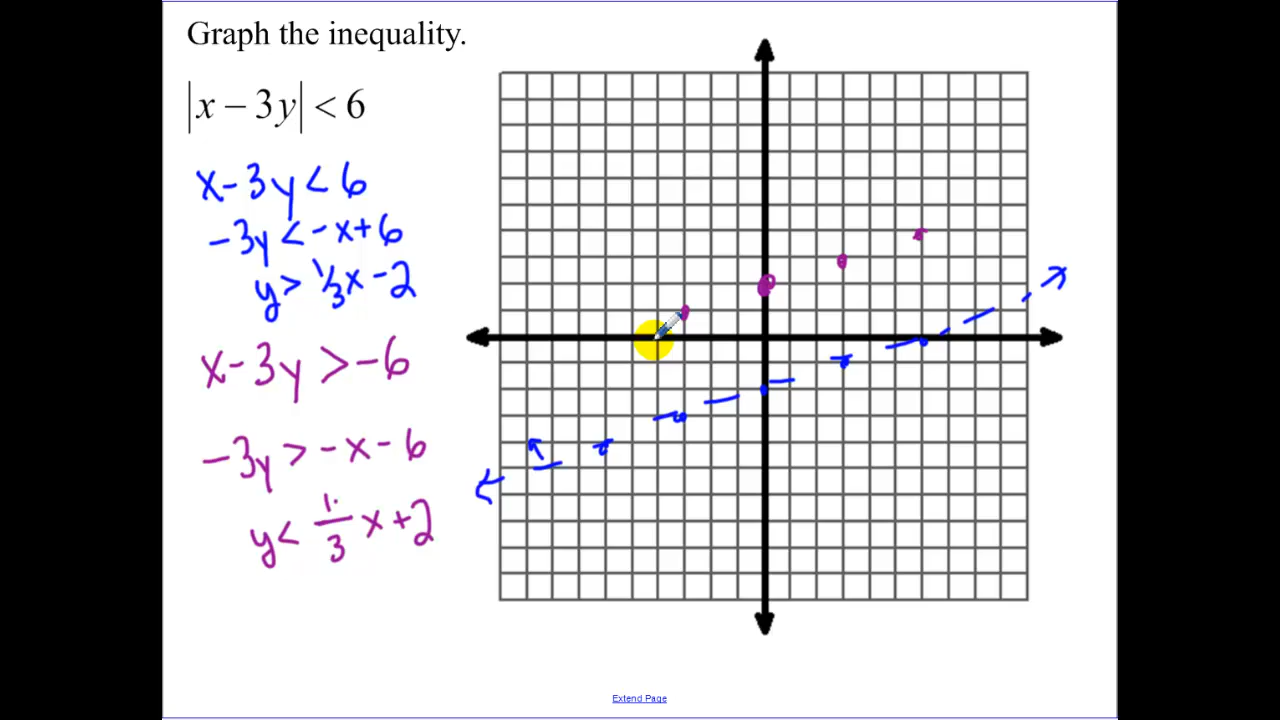 Graph the inequality.
|x − 3y| < 6
x - 3y < 6
-3y < -x + 6
y > 1/3x - 2
x - 3y > -6
-3y > -x - 6
y < 1/3 x + 2
Extend Page